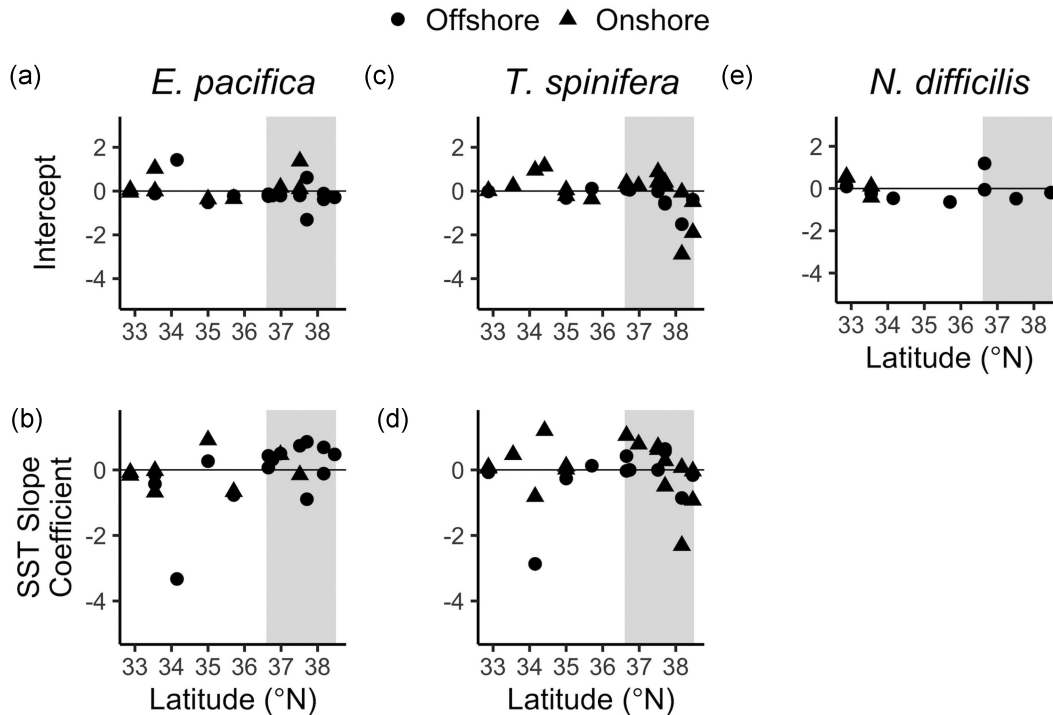 Offshore Onshore
(a) E. pacifica (c) T. spinifera (e) N. difficilis
Intercept
2
0
-2
-4
33 34 35 36 37 38
2
0
-2
-4
33 34 35 36 37 38
2
0
-2
-4
33 34 35 36 37 38
Latitude (°N)
(b)
(d)
SST Slope
Coefficient
0
-2
-4
33 34 35 36 37 38
Latitude (°N)
0
-2
-4
33 34 35 36 37 38
Latitude (°N)